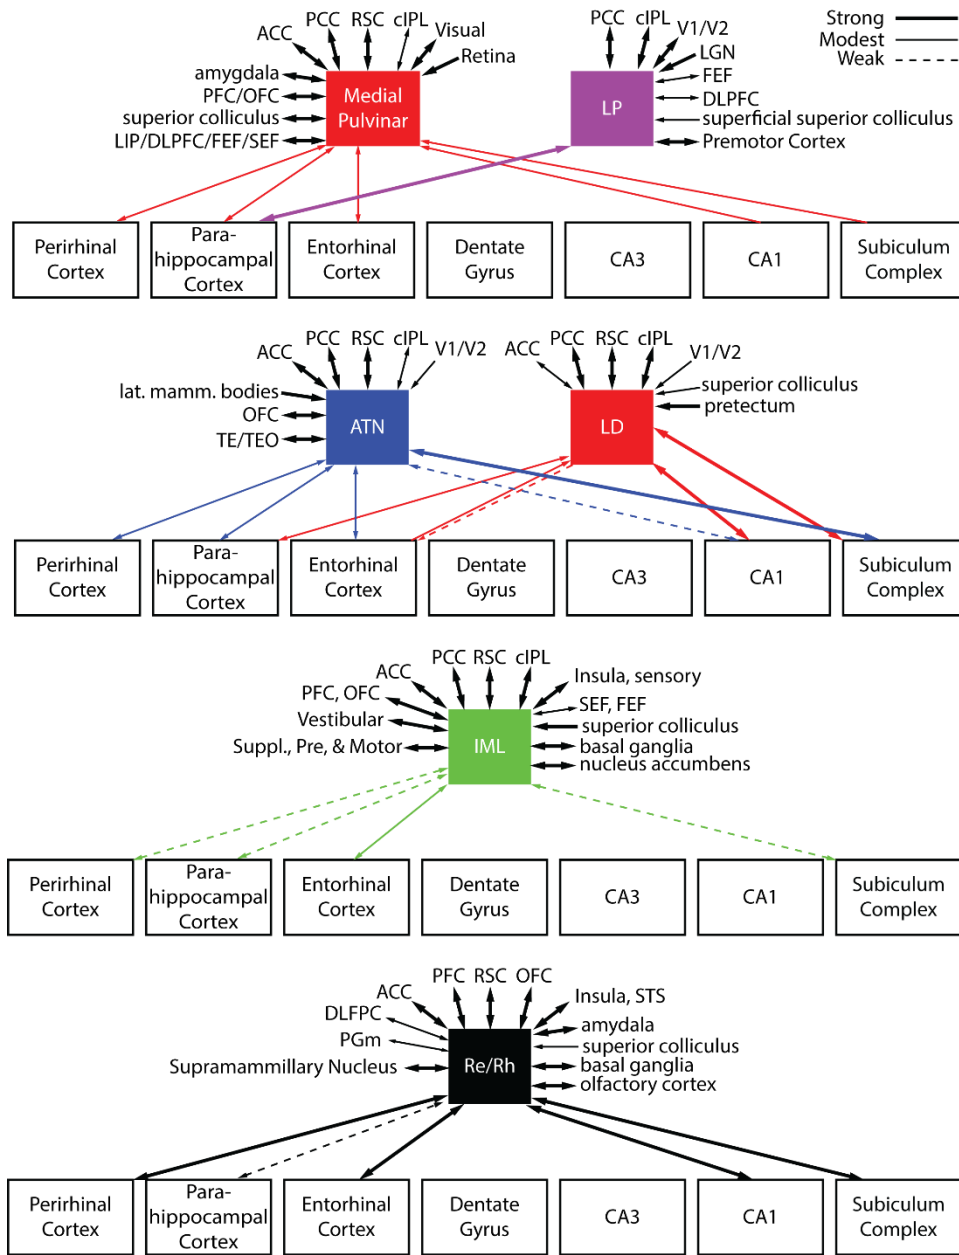 Strong
Modest
Weak
ACC
PCC
RSC
cIPL
Visual
Retina
amygdala
PFC/OFC
superior colliculus
LIP/DLPFC/FEF/SEF
Medial
Pulvinar
PCC
cIPL
V1/V2
LGN
FEF
DLPFC
superficial superior colliculus
Premotor Cortex
LP
Perirhinal
Cortex
Para-
hippocampal
Cortex
Entorhinal
Cortex
Dentate
Gyrus
CA3
CA1
Subiculum
Complex
ACC
PCC
RSC
cIPL
V1/V2
lat. mamm. bodies
OFC
TE/TEO
ATN
ACC
PCC
RSC
cIPL
V1/V2
superior colliculus
pretectum
LD
Perirhinal
Cortex
Para-
hippocampal
Cortex
Entorhinal
Cortex
Dentate
Gyrus
CA3
CA1
Subiculum
Complex
PCC
RSC
cIPL
ACC
PFC, OFC
Vestibular
Suppl., Pre, & Motor
Insula, sensory
SEF, FEF
superior colliculus
basal ganglia
nucleus accumbens
IML
Perirhinal
Cortex
Para-
hippocampal
Cortex
Entorhinal
Cortex
Dentate
Gyrus
CA3
CA1
Subiculum
Complex
PFC
RSC
OFC
ACC
DLFPC
PGm
Supramammillary Nucleus
Insula, STS
amydala
superior colliculus
basal ganglia
olfactory cortex
Re/Rh
Perirhinal
Cortex
Para-
hippocampal
Cortex
Entorhinal
Cortex
Dentate
Gyrus
CA3
CA1
Subiculum
Complex